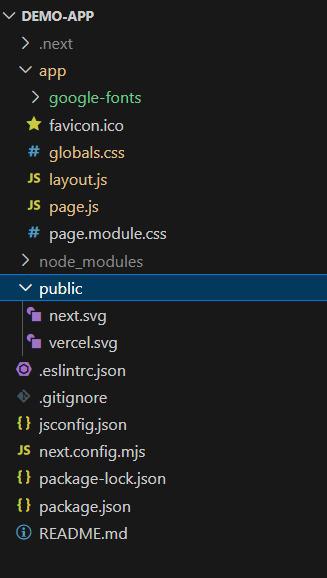 DEMO-APP
.next
app
google-fonts
favicon.ico
# globals.css
JS layout.js
JS page.js
# page.module.css
node_modules
public
next.svg
vercel.svg
.eslintrc.json
.gitignore
{} jsconfig.json
JS next.config.mjs
{} package-lock.json
{} package.json
README.md